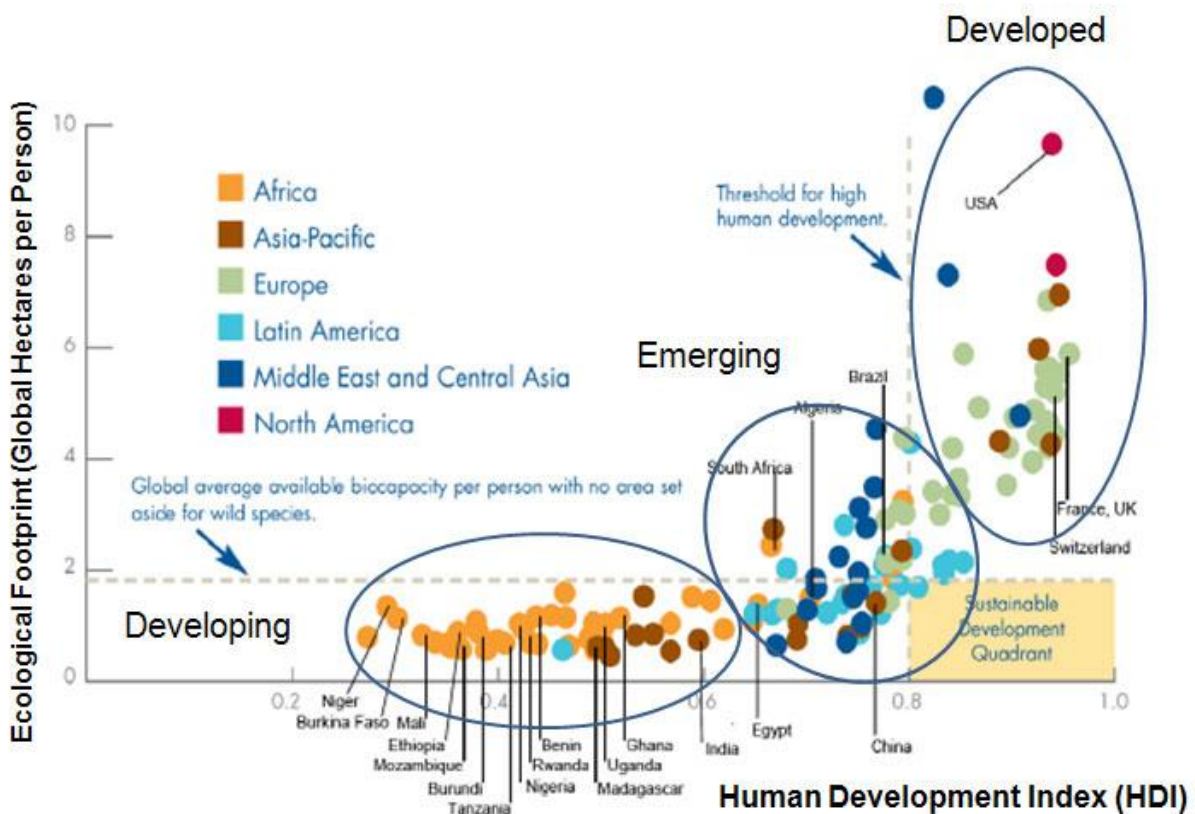 Developed
Ecological Footprint (Global Hectares per Person)
10
8
6
4
2
0
Africa
Asia-Pacific
Europe
Latin America
Middle East and Central Asia
North America
Threshold for high
human development.
USA
Emerging
Brazil
Algeria
South Africa
Global average available biocapacity per person with no area set
aside for wild species.
France, UK
Switzerland
Developing
Sustainable
Development
Quadrant
0.2
0.4
0.6
0.8
1.0
Niger
Burkina Faso
Mali
Ethiopia
Mozambique
Burundi
Tanzania
Benin
Rwanda
Nigeria
Ghana
Uganda
Madagascar
India
Egypt
China
Human Development Index (HDI)